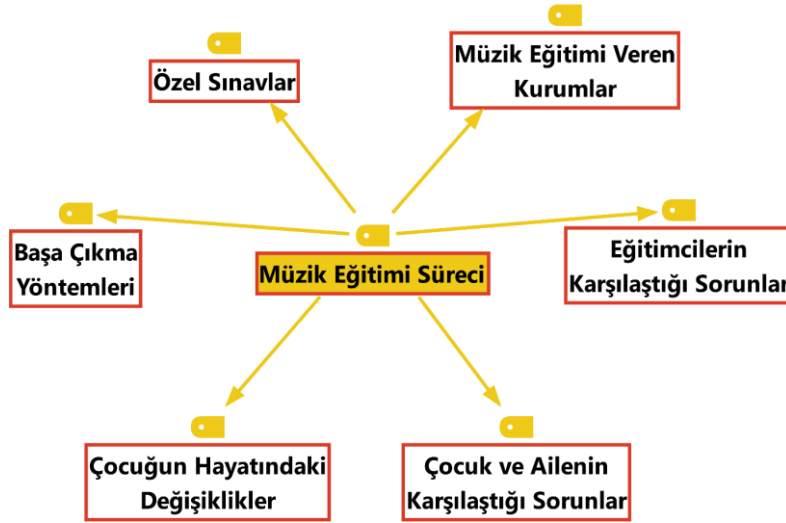 Özel Sınavlar
Müzik Eğitimi Veren
Kurumlar
Başa Çıkma
Yöntemleri
Müzik Eğitimi Süreci
Eğitimcilerin
Karşılaştığı Sorunlar
Çocuğun Hayatındaki
Değişiklikler
Çocuk ve Ailenin
Karşılaştığı Sorunlar